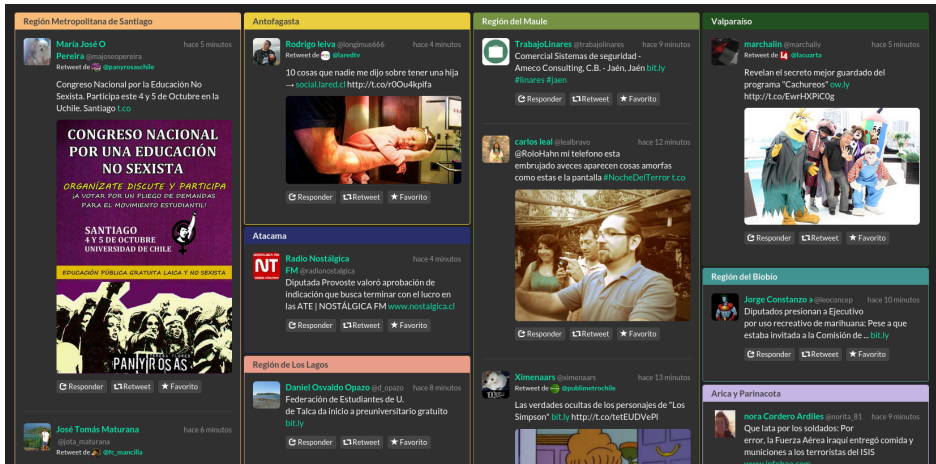 Región Metropolitana de Santiago
María José O
Pereira @majoseopereira
hace 5 minutos
Retweet de @panyrosaschile
Congreso Nacional por la Educación No
Sexista. Participa este 4 y 5 de Octubre en la
Uchile. Santiago t.co
CONGRESO NACIONAL
POR UNA EDUCACIÓN
NO SEXISTA
ORGANÍZATE DISCUTE Y PARTICIPA
¡A VOTAR POR UN PLIEGO DE DEMANDAS
PARA EL MOVIMIENTO ESTUDIANTIL!
SANTIAGO
4 Y 5 DE OCTUBRE
UNIVERSIDAD DE CHILE
EDUCACIÓN PÚBLICA GRATUITA LAICA Y NO SEXISTA
PAN Y ROSAS
Responder Retweet Favorito
José Tomás Maturana
@jota_maturana
hace 6 minutos
Retweet de @fc_mancilla
Antofagasta
Rodrigo leiva @longimus666
hace 4 minutos
Retweet de @laredtv
10 cosas que nadie me dijo sobre tener una hija
→ social.lared.cl http://t.co/r0Ou4kpifa
Responder Retweet Favorito
Atacama
Radio Nostálgica
FM @radionostalgica
hace 4 minutos
NOSTALGICA FM
NT
Diputada Provoste valoró aprobación de
indicación que busca terminar con el lucro en
las ATE | NOSTÁLGICA FM www.nostalgica.cl
Responder Retweet Favorito
Región de Los Lagos
Daniel Osvaldo Opazo @d_opazo
hace 8 minutos
Federación de Estudiantes de U.
de Talca da inicio a preuniversitario gratuito
bit.ly
Responder Retweet Favorito
Región del Maule
TrabajoLinares @trabajolinares
hace 9 minutos
Comercial Sistemas de seguridad -
Ameco Consulting, C.B. - Jaén, Jaén bit.ly
#linares #jaen
Responder Retweet Favorito
carlos leal @lealbravo
hace 12 minutos
@RoloHahn mi telefono esta
embrujado aveces aparecen cosas amorfas
como estas e la pantalla #NocheDelTerror t.co
Responder Retweet Favorito
Ximenaars @ximenaars
hace 13 minutos
Retweet de @publimetrochile
Las verdades ocultas de los personajes de "Los
Simpson" bit.ly http://t.co/tetEUDVePl
Valparaíso
marchalin @marchaliy
hace 5 minutos
Retweet de @lacuarta
Revelan el secreto mejor guardado del
programa "Cachureos" ow.ly
http://t.co/EwrHXPiC0g
Responder Retweet Favorito
Región del Biobío
Jorge Constanzo @leoconcep
hace 10 minutos
Diputados presionan a Ejecutivo
por uso recreativo de marihuana: Pese a que
estaba invitada a la Comisión de ... bit.ly
Responder Retweet Favorito
Arica y Parinacota
nora Cordero Ardiles @norita_81
hace 9 minutos
Que lata por los soldados: Por
error, la Fuerza Aérea iraquí entregó comida y
municiones a los terroristas del ISIS
www.infobae.com